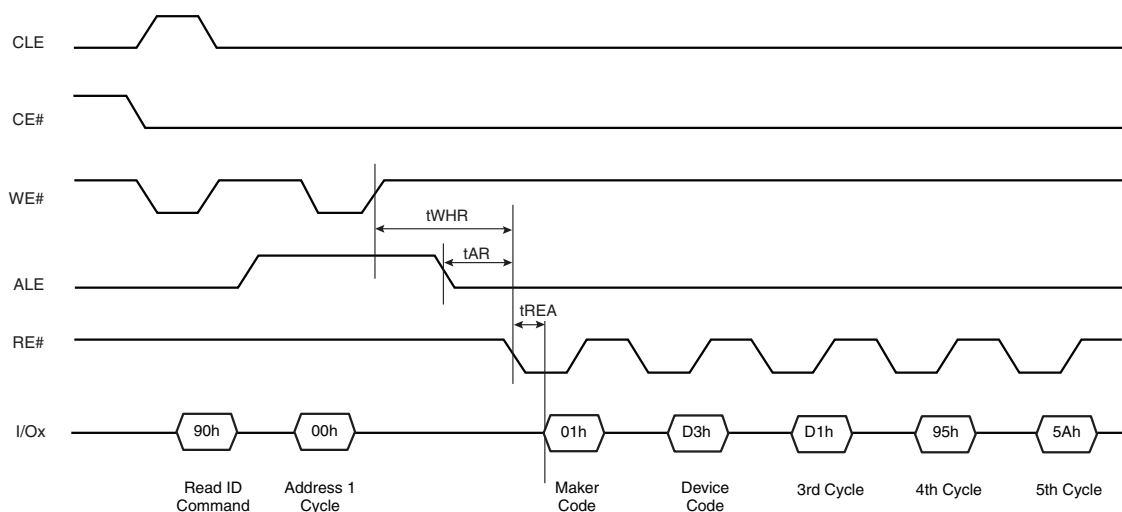 CLE
CE#
WE#
tWHR
tAR
ALE
tREA
RE#
I/Ox
90h
00h
01h
D3h
D1h
95h
5Ah
Read ID
Command
Address 1
Cycle
Maker
Code
Device
Code
3rd Cycle
4th Cycle
5th Cycle